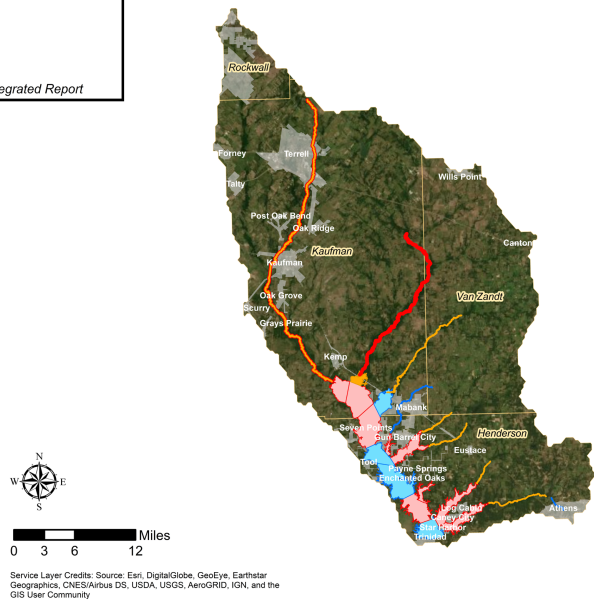 egrated Report
Rockwall
Forney
Terrell
Talty
Wills Point
Post Oak Bend
Oak Ridge
Canton
Kaufman
Kaufman
Oak Grove
Van Zandt
Scurry
Grays Prairie
Kemp
Mabank
Seven Points
Gun Barrel City
Henderson
Eustace
Tool
Payne Springs
Enchanted Oaks
Log Cabin
Athens
Caney City
Star Harbor
Trinidad
N
W E
S
0 3 6 12 Miles
Service Layer Credits: Source: Esri, DigitalGlobe, GeoEye, Earthstar
Geographics, CNES/Airbus DS, USDA, USGS, AeroGRID, IGN, and the
GIS User Community